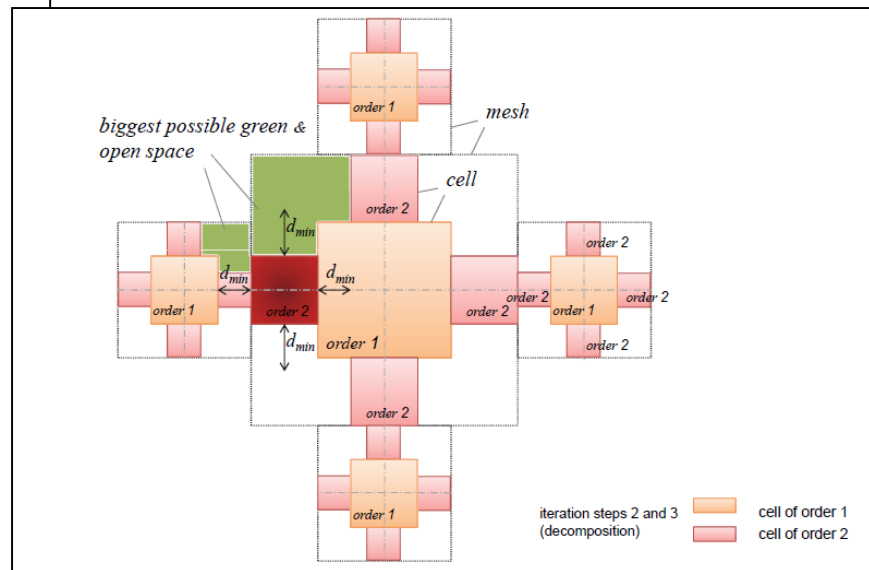 order 1
biggest possible green &
open space
mesh
cell
order 2
d_min
order 2
d_min
d_min
order 2
order 2
order 2
order 1
order 2
order 1
order 2
order 1
d_min
order 2
order 2
order 1
iteration steps 2 and 3
(decomposition)
cell of order 1
cell of order 2